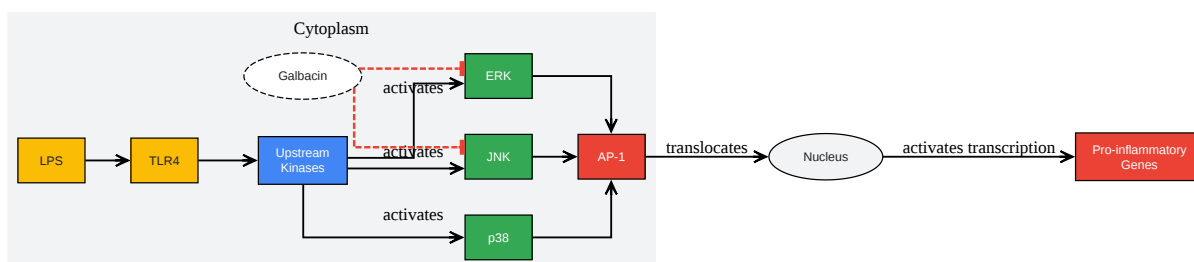 Cytoplasm
Galbacin
ERK
activates
LPS
TLR4
Upstream
Kinases
activates
JNK
AP-1
translocates
Nucleus
activates transcription
Pro-inflammatory
Genes
activates
p38